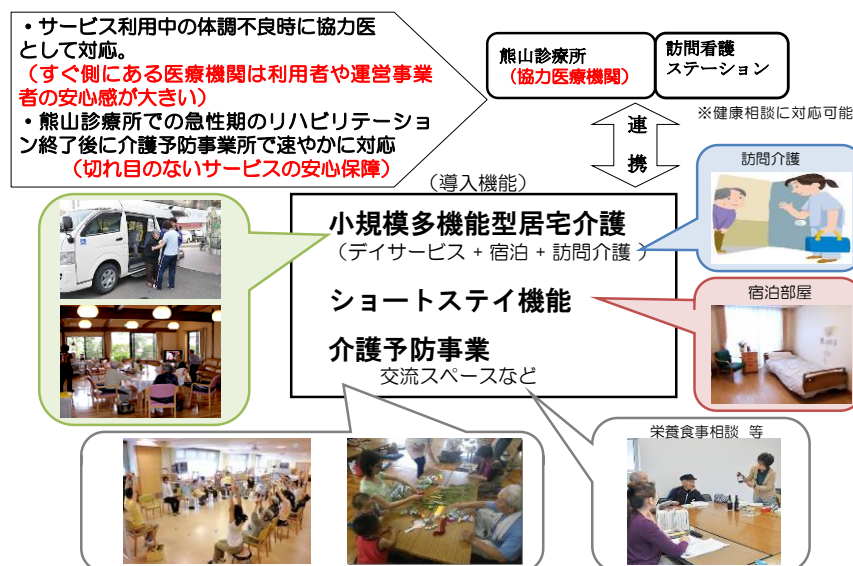 ・サービス利用中の体調不良時に協力医
として対応。
（すぐ側にある医療機関は利用者や運営事業
者の安心感が大きい）
・熊山診療所での急性期のリハビリテーショ
ン終了後に介護予防事業所で速やかに対応
（切れ目のないサービスの安心保障）
熊山診療所
（協力医療機関）
訪問看護
ステーション
※健康相談に対応可能
連
携
（導入機能）
小規模多機能型居宅介護
（デイサービス + 宿泊 + 訪問介護 ）
ショートステイ機能
介護予防事業
交流スペースなど
訪問介護
宿泊部屋
栄養食事相談 等